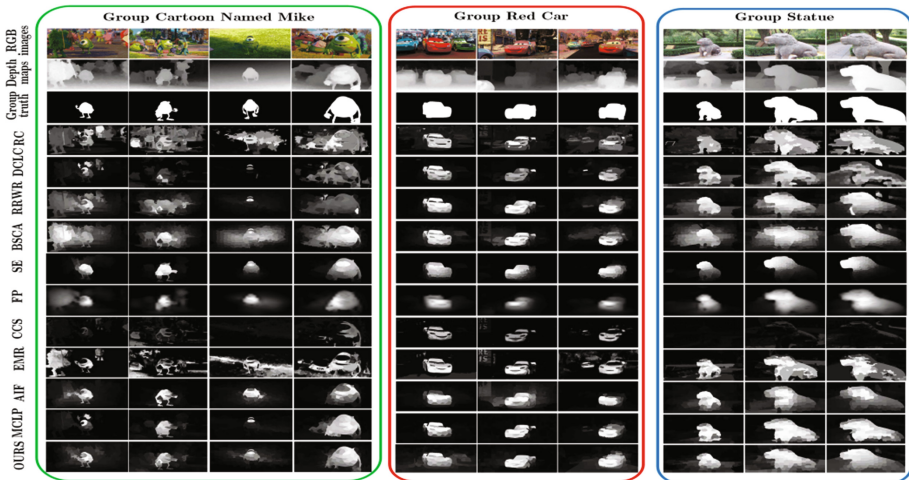 Group Cartoon Named Mike
Group Red Car
Group Statue
RGB images
Depth maps
Group truth
RC
DCLC
RRWR
BSCA
SE
FP
CCS
EMR
AIF
MCLP
OURS